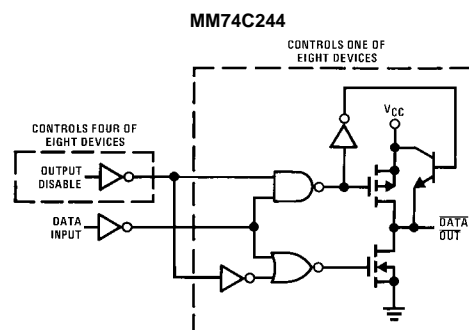 MM74C244
CONTROLS ONE OF
EIGHT DEVICES
CONTROLS FOUR OF
EIGHT DEVICES
VCC
OUTPUT
DISABLE
DATA
INPUT
DATA
OUT